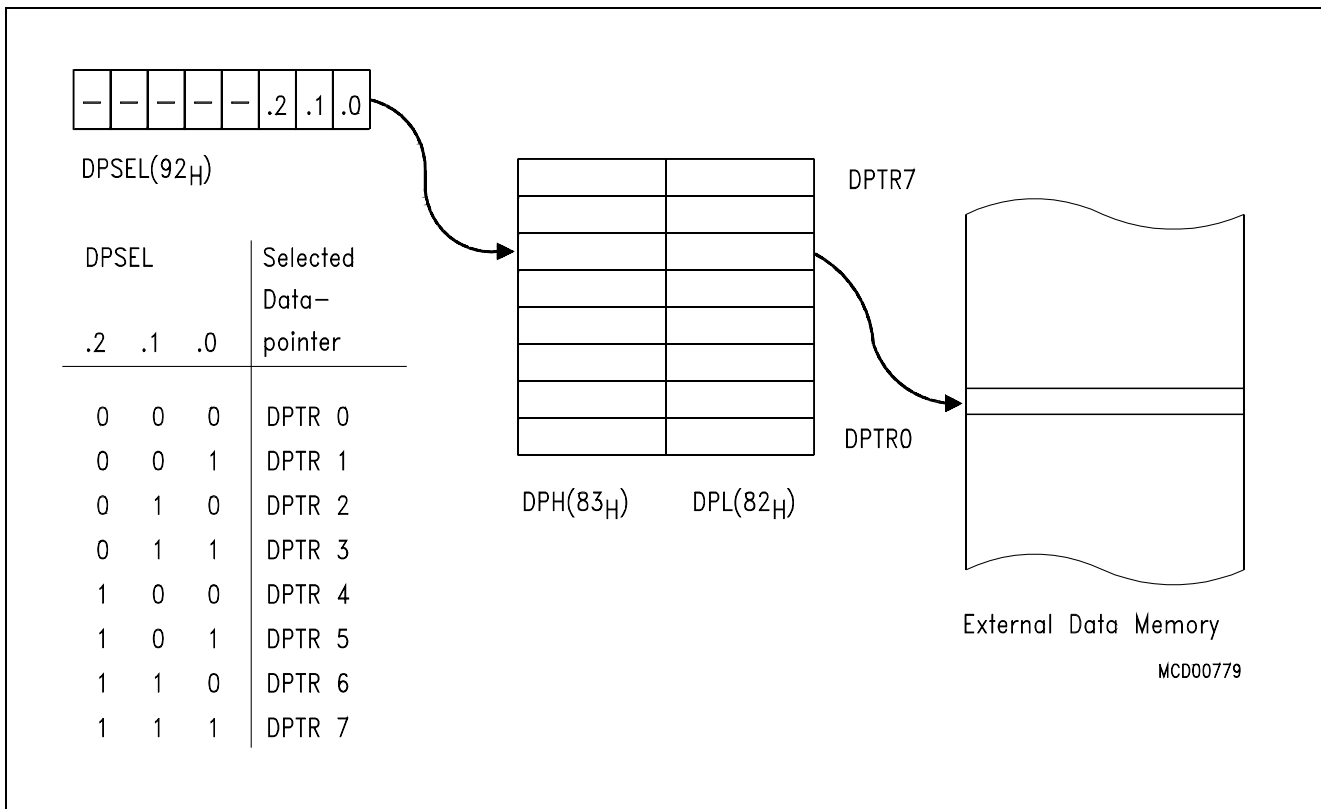 – – – – – .2 .1 .0
DPSEL(92H)
DPSEL Selected
Data–
.2 .1 .0 pointer
0 0 0 DPTR 0
0 0 1 DPTR 1
0 1 0 DPTR 2
0 1 1 DPTR 3
1 0 0 DPTR 4
1 0 1 DPTR 5
1 1 0 DPTR 6
1 1 1 DPTR 7
DPTR7
DPTR0
DPH(83H) DPL(82H)
External Data Memory
MCD00779